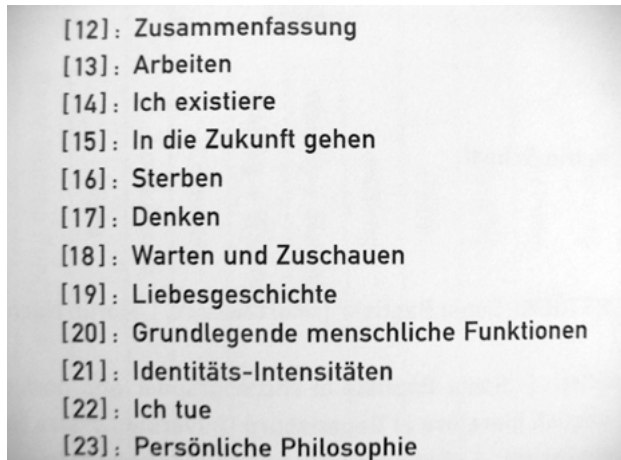 [12]: Zusammenfassung
[13]: Arbeiten
[14]: Ich existiere
[15]: In die Zukunft gehen
[16]: Sterben
[17]: Denken
[18]: Warten und Zuschauen
[19]: Liebesgeschichte
[20]: Grundlegende menschliche Funktionen
[21]: Identitäts-Intensitäten
[22]: Ich tue
[23]: Persönliche Philosophie